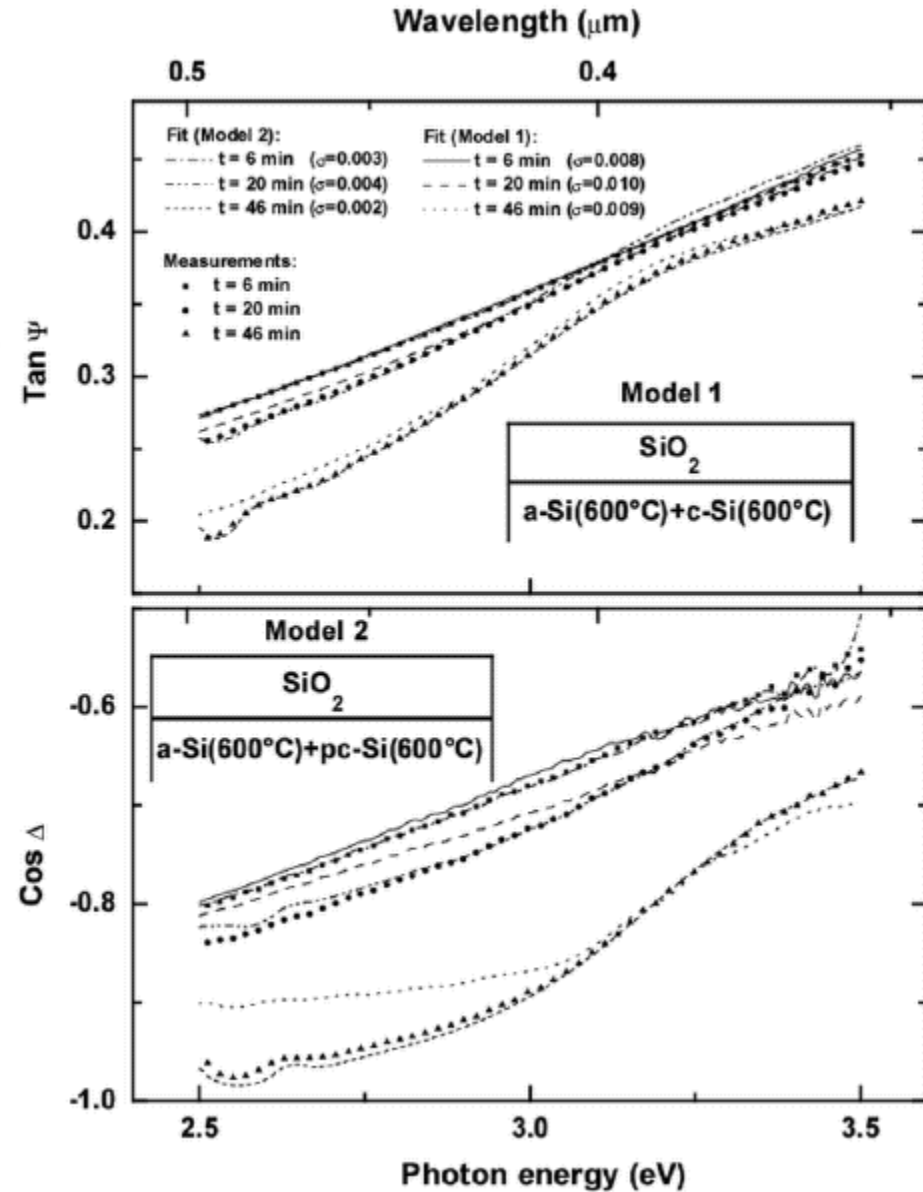 Wavelength (μm)
0.5 0.4
Fit (Model 2): Fit (Model 1):
t = 6 min (σ=0.003) t = 6 min (σ=0.008)
t = 20 min (σ=0.004) t = 20 min (σ=0.010)
t = 46 min (σ=0.002) t = 46 min (σ=0.009)
Measurements:
t = 6 min
t = 20 min
t = 46 min
0.4
0.3
0.2
Tan Ψ
Model 1
SiO₂
a-Si(600°C)+c-Si(600°C)
Model 2
SiO₂
a-Si(600°C)+pc-Si(600°C)
-0.6
-0.8
-1.0
Cos Δ
2.5 3.0 3.5
Photon energy (eV)